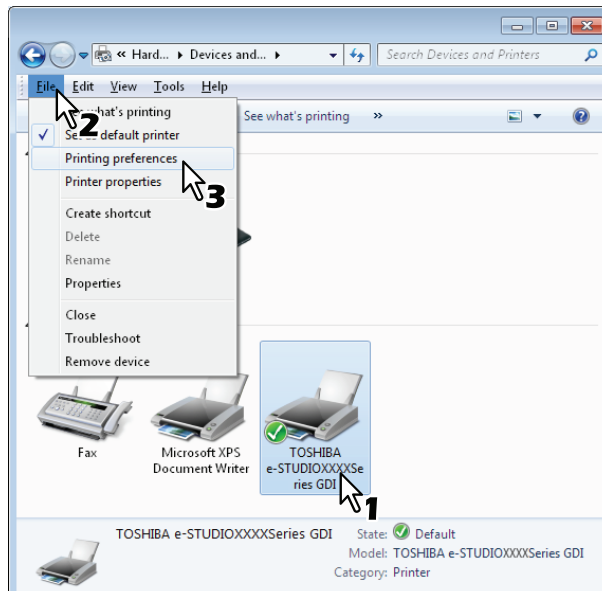 « Hard... ▸ Devices and... ▸
Search Devices and Printers
File Edit View Tools Help
See what's printing »
what's printing
Set as default printer
Printing preferences
Printer properties
Create shortcut
Delete
Rename
Properties
Close
Troubleshoot
Remove device
2
3
Fax
Microsoft XPS
Document Writer
TOSHIBA
e-STUDIOXXXXSe
ries GDI
1
TOSHIBA e-STUDIOXXXXSeries GDI State: Default
Model: TOSHIBA e-STUDIOXXXXSeries GDI
Category: Printer